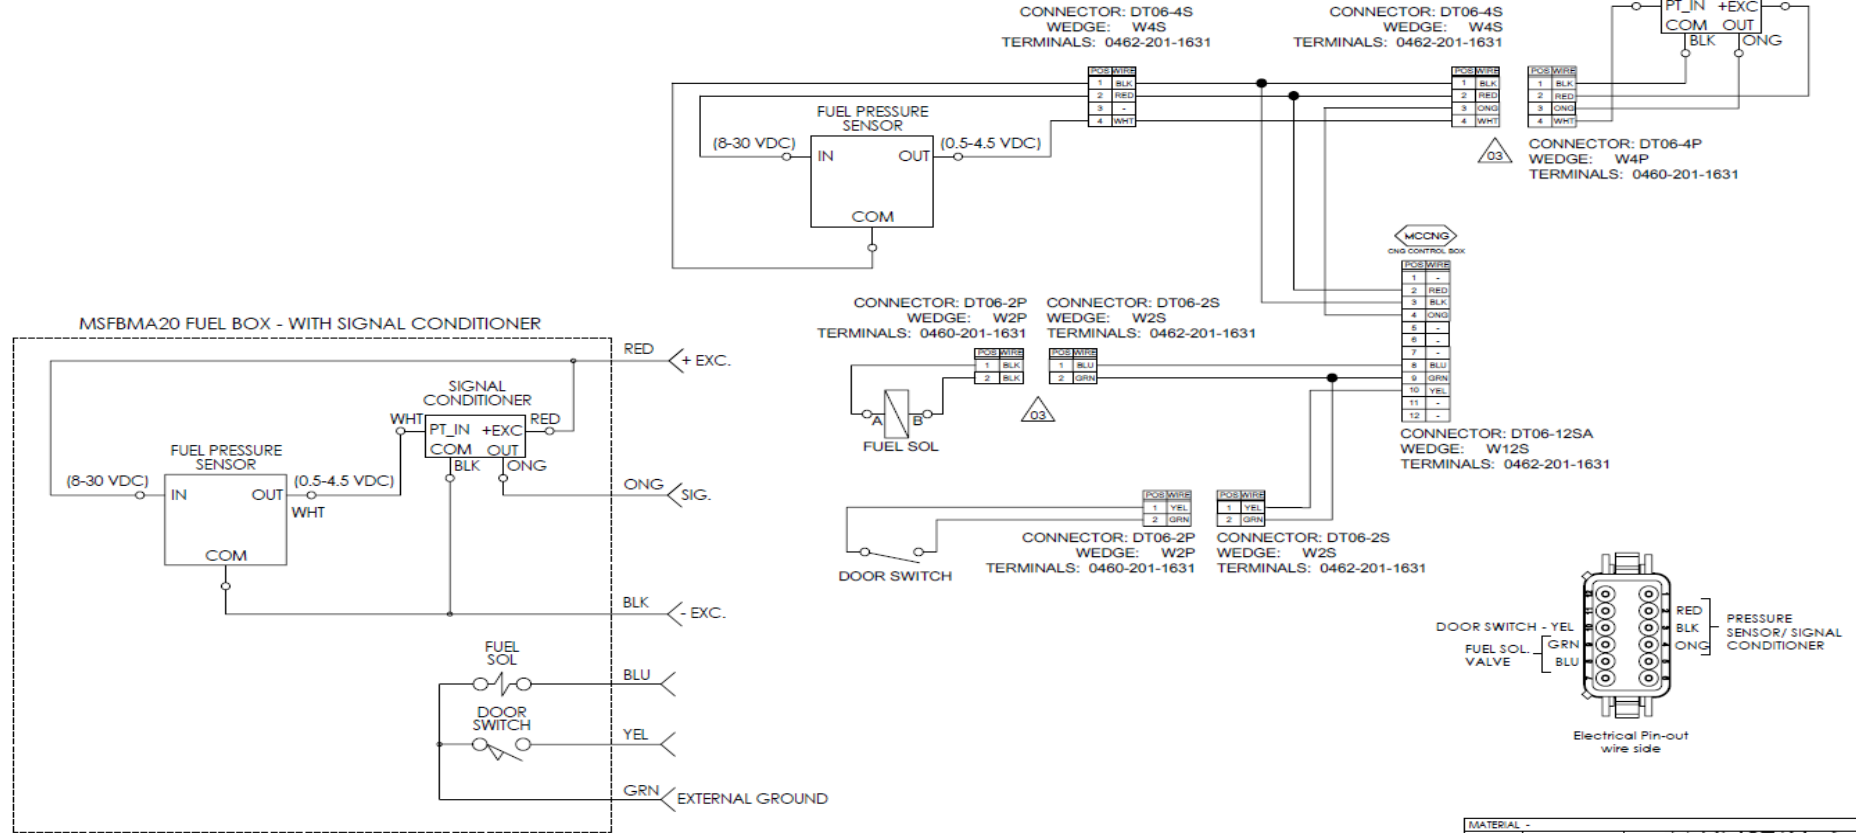 CONNECTOR: DT06-4S
WEDGE: W4S
TERMINALS: 0462-201-1631
CONNECTOR: DT06-4S
WEDGE: W4S
TERMINALS: 0462-201-1631
PT_IN +EXC
COM OUT
BLK ONG
POS WIRE
1 BLK
2 RED
3 -
4 WHT
POS WIRE
1 BLK
2 RED
3 ONG
4 WHT
POS WIRE
1 BLK
2 RED
3 ONG
4 WHT
03
CONNECTOR: DT06-4P
WEDGE: W4P
TERMINALS: 0460-201-1631
FUEL PRESSURE
SENSOR
(8-30 VDC)
IN OUT
(0.5-4.5 VDC)
COM
MCCNG
CNG CONTROL BOX
POS WIRE
1 -
2 RED
3 BLK
4 ONG
5 -
6 -
7 -
8 BLU
9 GRN
10 YEL
11 -
12 -
CONNECTOR: DT06-12SA
WEDGE: W12S
TERMINALS: 0462-201-1631
CONNECTOR: DT06-2P
WEDGE: W2P
TERMINALS: 0460-201-1631
CONNECTOR: DT06-2S
WEDGE: W2S
TERMINALS: 0462-201-1631
POS WIRE
1 BLK
2 BLK
POS WIRE
1 BLU
2 GRN
03
A B
FUEL SOL
POS WIRE
1 YEL
2 GRN
POS WIRE
1 YEL
2 GRN
CONNECTOR: DT06-2P
WEDGE: W2P
TERMINALS: 0460-201-1631
CONNECTOR: DT06-2S
WEDGE: W2S
TERMINALS: 0462-201-1631
DOOR SWITCH
MSFBMA20 FUEL BOX - WITH SIGNAL CONDITIONER
RED
+ EXC.
SIGNAL
CONDITIONER
WHT
PT_IN +EXC
RED
COM OUT
BLK ONG
FUEL PRESSURE
SENSOR
(8-30 VDC)
IN OUT
(0.5-4.5 VDC)
WHT
COM
ONG
SIG.
BLK
- EXC.
FUEL
SOL
BLU
DOOR
SWITCH
YEL
GRN
EXTERNAL GROUND
DOOR SWITCH - YEL
FUEL SOL.
VALVE
GRN
BLU
RED
BLK
ONG
PRESSURE
SENSOR/ SIGNAL
CONDITIONER
Electrical Pin-out
wire side
MATERIAL -